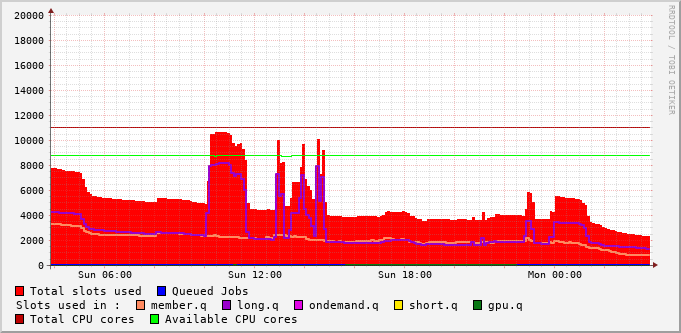 RRDTOOL / TOBI OETIKER
20000
18000
16000
14000
12000
10000
8000
6000
4000
2000
0
Sun 06:00 Sun 12:00 Sun 18:00 Mon 00:00
Total slots used Queued Jobs
Slots used in : member.q long.q ondemand.q short.q gpu.q
Total CPU cores Available CPU cores